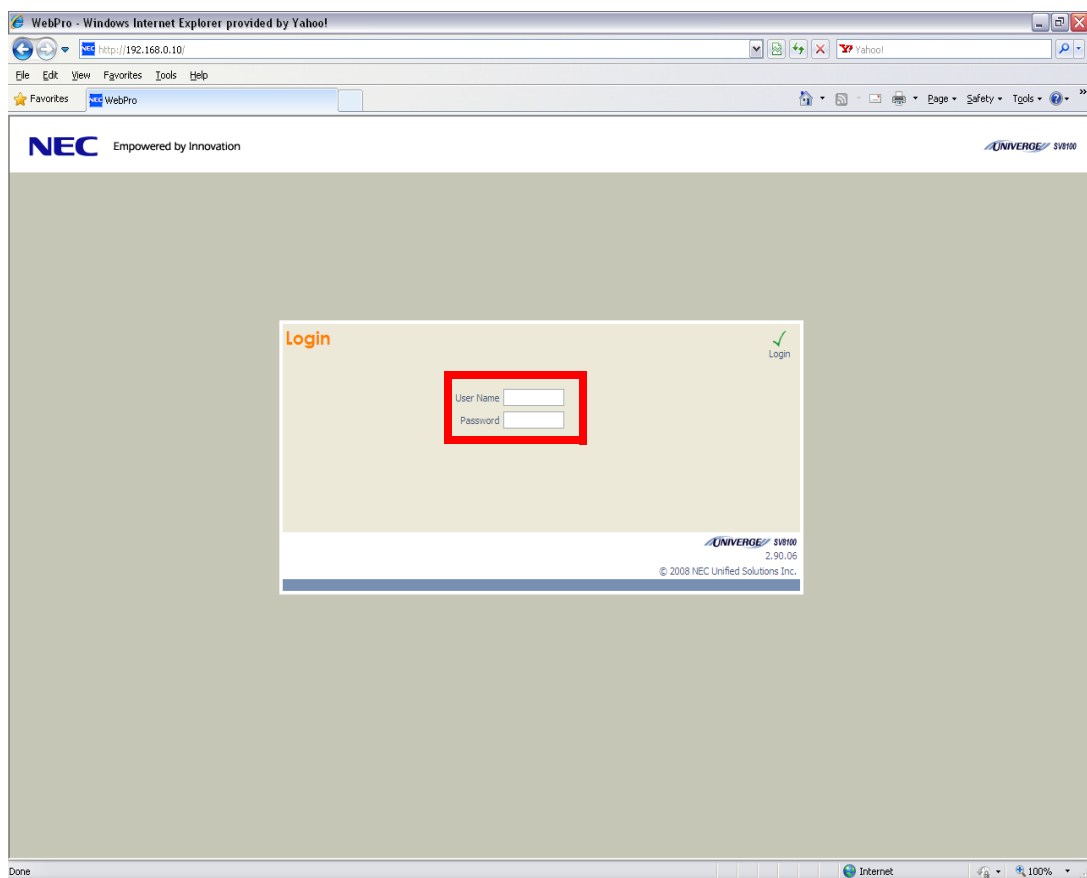 WebPro - Windows Internet Explorer provided by Yahoo!
NEC http://192.168.0.10/
Y! Yahoo!
File Edit View Favorites Tools Help
Favorites NEC WebPro Page Safety Tools
NEC Empowered by Innovation UNIVERGE SV8100
Login
Login
User Name
Password
UNIVERGE SV8100
2.90.06
© 2008 NEC Unified Solutions Inc.
Done Internet 100%